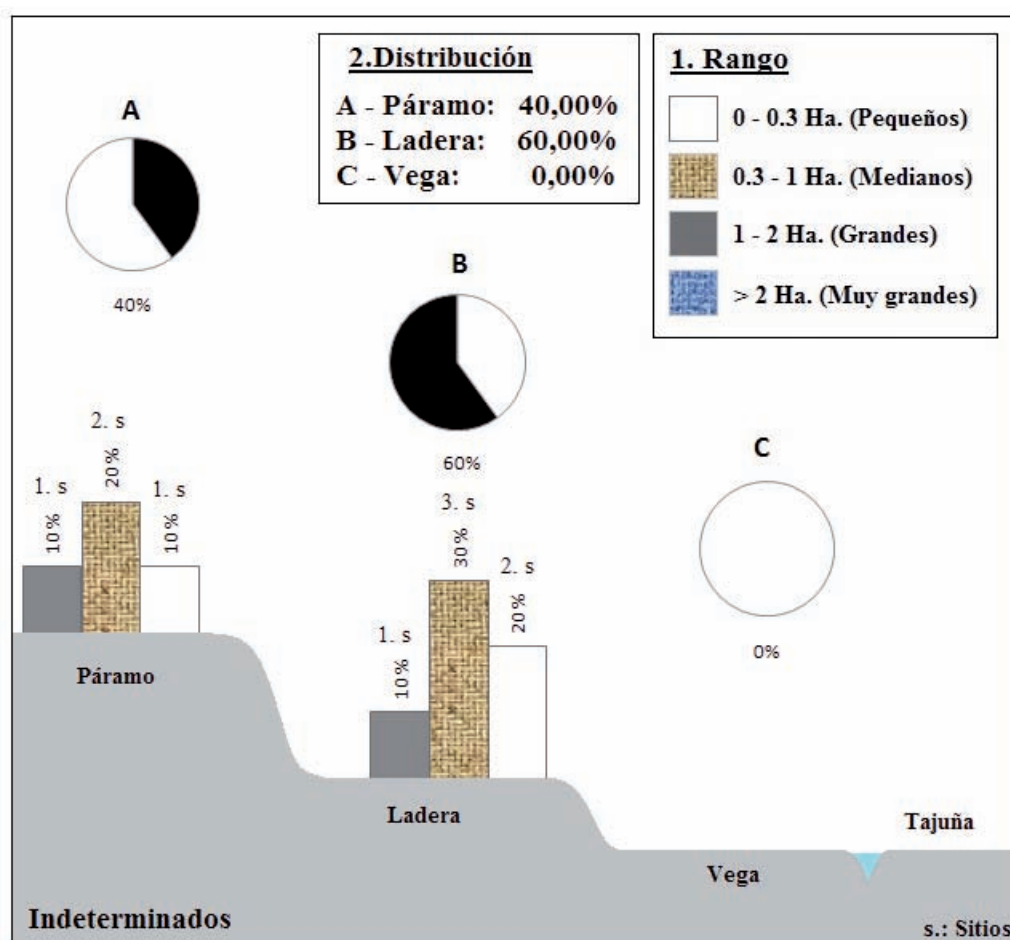 2.Distribución
A - Páramo: 40,00%
B - Ladera: 60,00%
C - Vega: 0,00%
1. Rango
0 - 0.3 Ha. (Pequeños)
0.3 - 1 Ha. (Medianos)
1 - 2 Ha. (Grandes)
> 2 Ha. (Muy grandes)
A
40%
B
60%
C
0%
1. s
10%
2. s
20%
1. s
10%
Páramo
1. s
10%
3. s
30%
2. s
20%
Ladera
Vega
Tajuña
Indeterminados
s.: Sitios